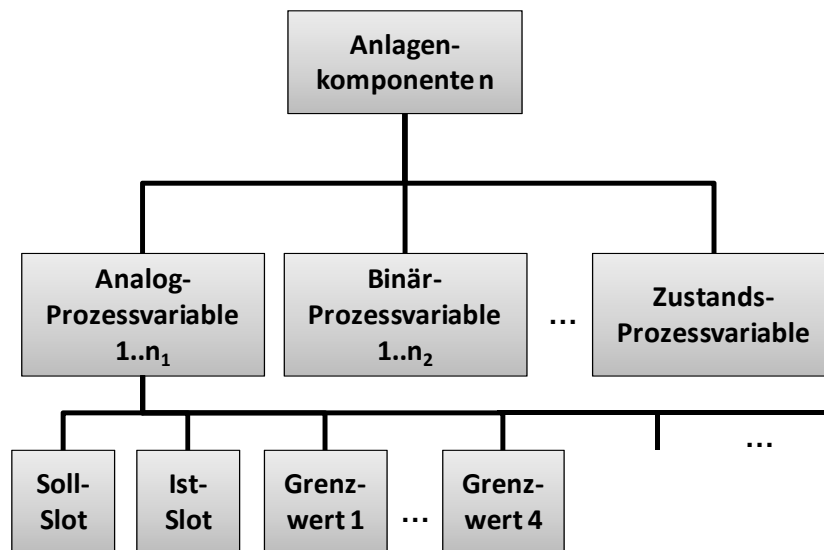 Anlagen-
komponente n
Analog-
Prozessvariable
1..n₁
Binär-
Prozessvariable
1..n₂
...
Zustands-
Prozessvariable
Soll-
Slot
Ist-
Slot
Grenz-
wert 1
...
Grenz-
wert 4
...